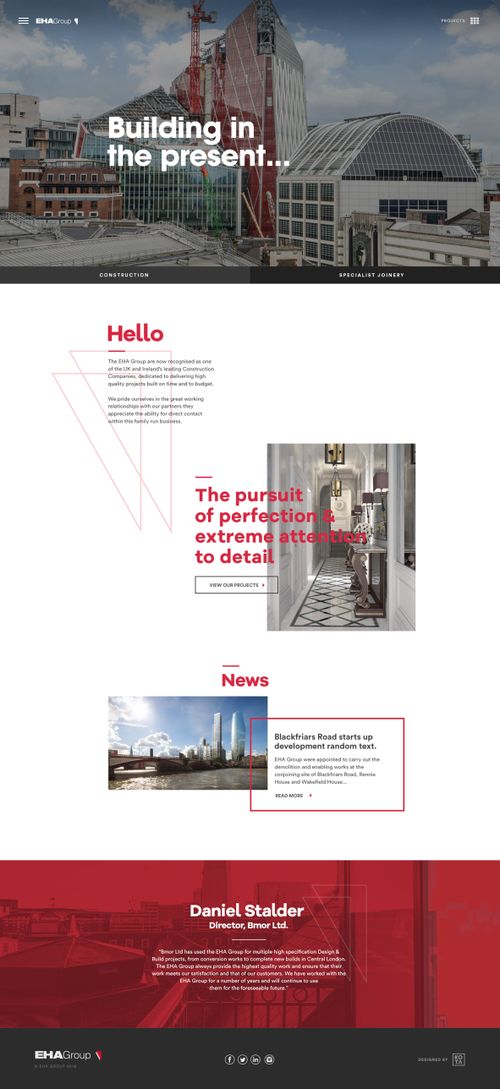 EHAGroup
PROJECTS
Building in
the present...
CONSTRUCTION
SPECIALIST JOINERY
Hello
The EHA Group are now recognised as one
of the UK and Ireland's leading Construction
Companies, dedicated to delivering high
quality projects built on time and to budget.
We pride ourselves in the great working
relationships with our partners they
appreciate the ability for direct contact
within this family run business.
The pursuit
of perfection &
extreme attention
to detail
VIEW OUR PROJECTS
News
Blackfriars Road starts up
development random text.
EHA Group were appointed to carry out the
demolition and enabling works at the
conjoining site of Blackfriars Road, Rennie
House and Wakefield House...
READ MORE
Daniel Stalder
Director, Bmor Ltd.
"Bmor Ltd has used the EHA Group for multiple high specification Design &
Build projects, from conversion works to complete new builds in Central London.
The EHA Group always provide the highest quality work and ensure that their
work meets our satisfaction and that of our customers. We have worked with the
EHA Group for a number of years and will continue to use
them for the foreseeable future."
EHAGroup
© EHA GROUP 2016
DESIGNED BY